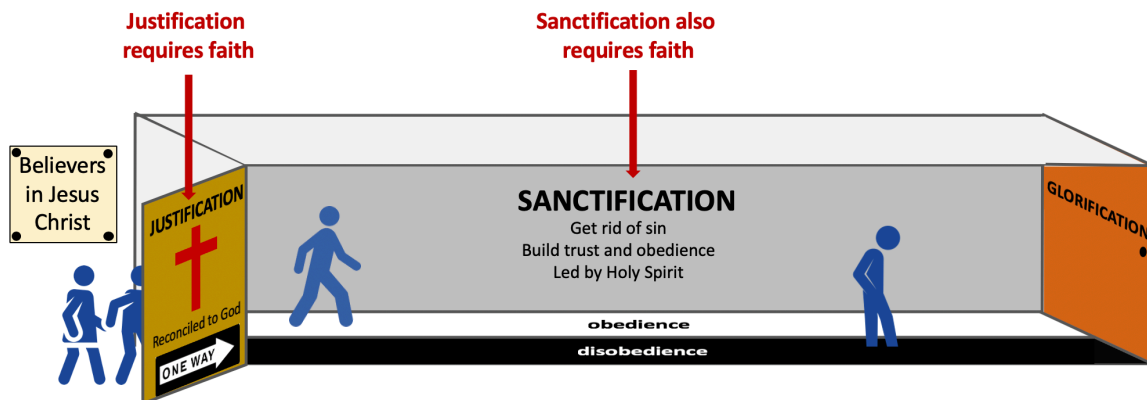 Justification
requires faith
Sanctification also
requires faith
Believers
in Jesus
Christ
JUSTIFICATION
Reconciled to God
ONE WAY
SANCTIFICATION
Get rid of sin
Build trust and obedience
Led by Holy Spirit
obedience
disobedience
GLORIFICATION